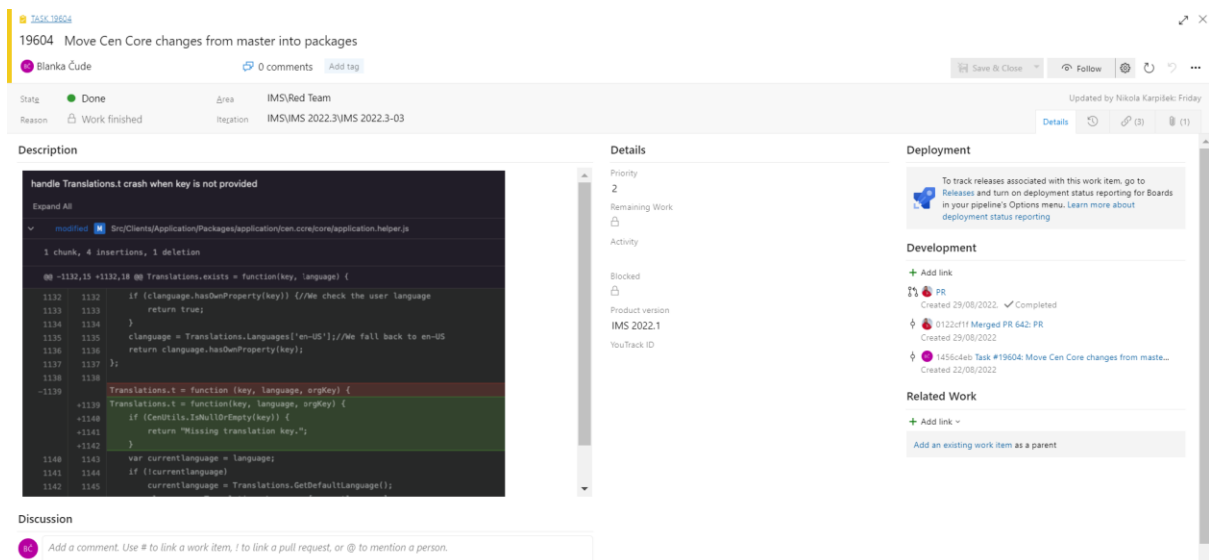 TASK 19604
19604 Move Cen Core changes from master into packages
BČ Blanka Čude 0 comments Add tag Save & Close Follow
State Done Area IMS\Red Team Updated by Nikola Karpíšek: Friday
Reason Work finished Iteration IMS\IMS 2022.3\IMS 2022.3-03 Details (3) (1)
Description
handle Translations.t crash when key is not provided
Expand All
modified M Src/Clients/Application/Packages/application/cen.ccre/core/application.helper.js
1 chunk, 4 insertions, 1 deletion
@@ -1132,15 +1132,18 @@ Translations.exists = function(key, language) {
1132 1132 if (clanguage.hasOwnProperty(key)) {//We check the user language
1133 1133 return true;
1134 1134 }
1135 1135 clanguage = Translations.Languages['en-US'];//We fall back to en-US
1136 1136 return clanguage.hasOwnProperty(key);
1137 1137 };
1138 1138
-1139 Translations.t = function (key, language, orgKey) {
+1139 Translations.t = function(key, language, orgKey) {
+1140 if (CenUtils.IsNullOrEmpty(key)) {
+1141 return "Missing translation key.";
+1142 }
1140 1143 var currentlanguage = language;
1141 1144 if (!currentlanguage)
1142 1145 currentlanguage = Translations.GetDefaultLanguage();
Discussion
BČ Add a comment. Use # to link a work item, ! to link a pull request, or @ to mention a person.
Details
Priority
2
Remaining Work
Activity
Blocked
Product version
IMS 2022.1
YouTrack ID
Deployment
To track releases associated with this work item, go to
Releases and turn on deployment status reporting for Boards
in your pipeline's Options menu. Learn more about
deployment status reporting
Development
+ Add link
PR
Created 29/08/2022, Completed
0122cf1f Merged PR 642: PR
Created 29/08/2022
1456c4eb Task #19604: Move Cen Core changes from maste...
Created 22/08/2022
Related Work
+ Add link
Add an existing work item as a parent